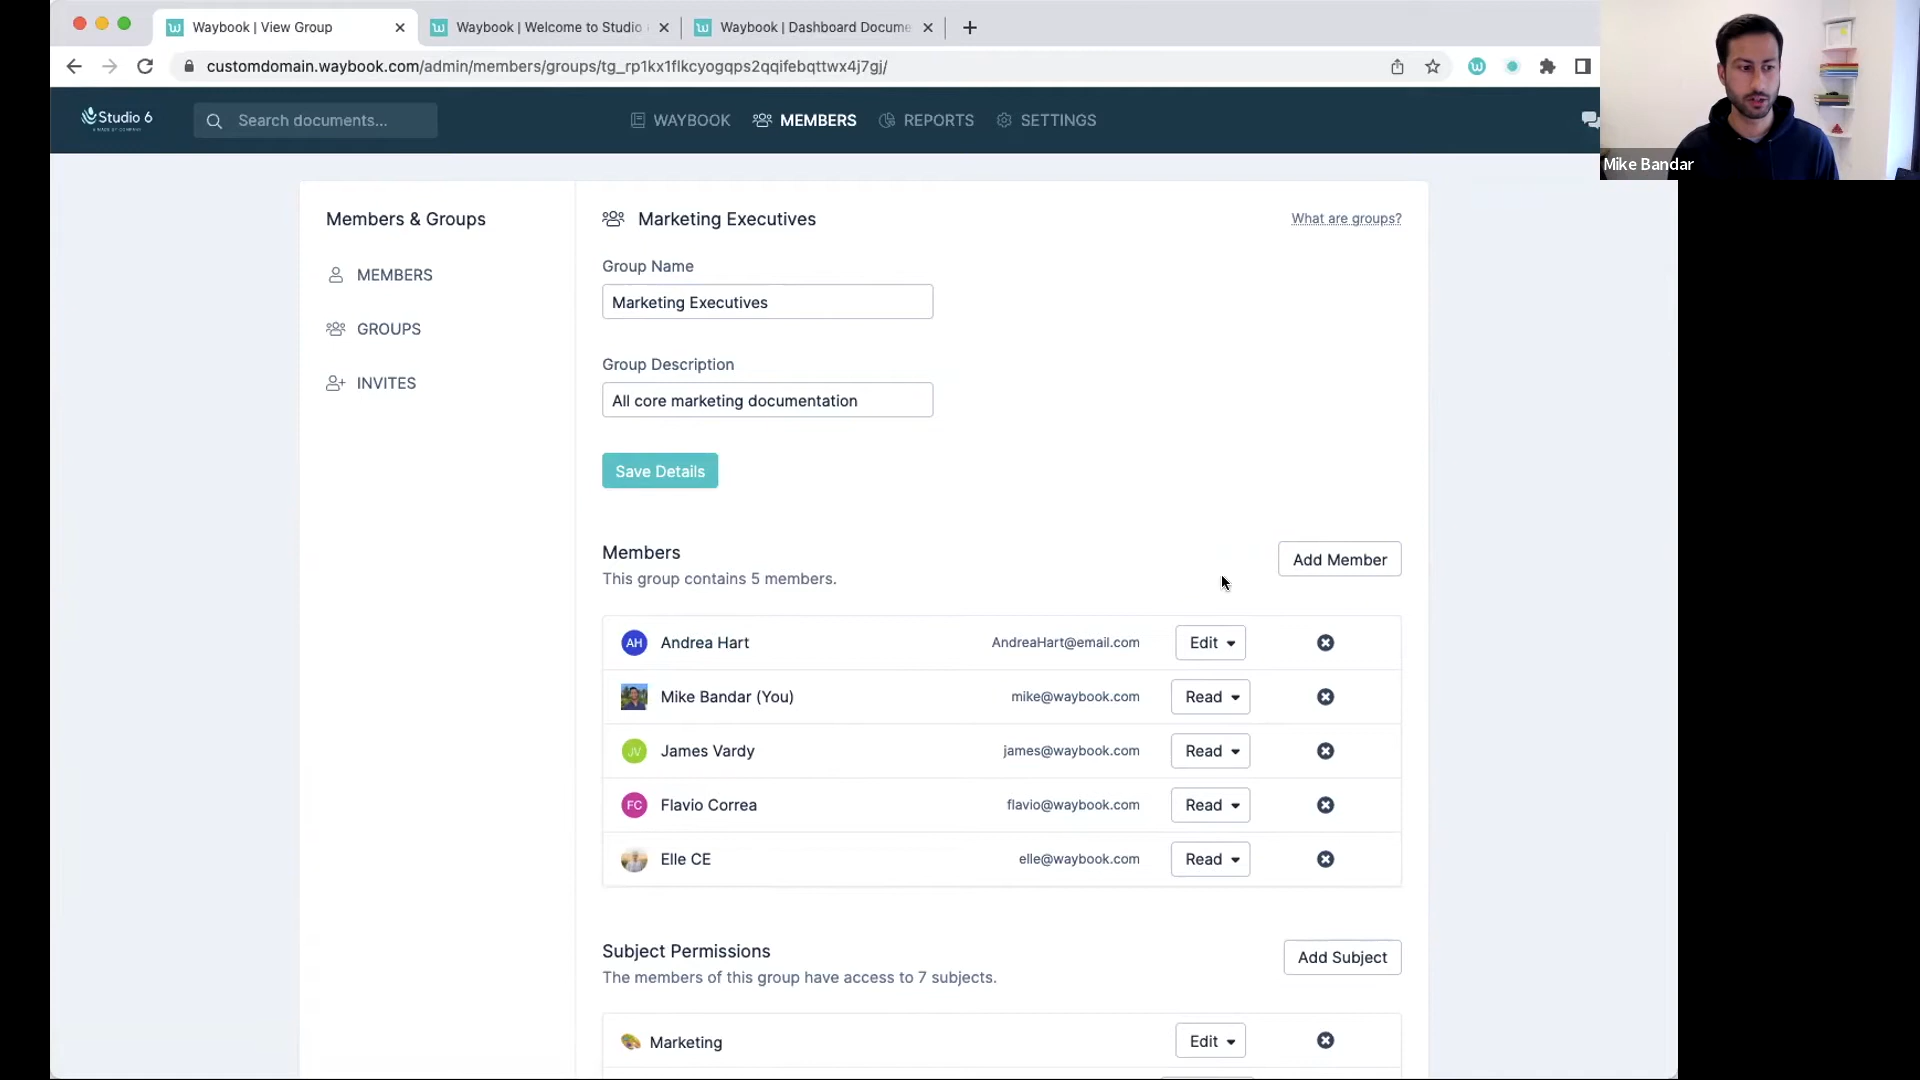 Waybook | View Group
Waybook | Welcome to Studio
Waybook | Dashboard Docume
customdomain.waybook.com/admin/members/groups/tg_rp1kx1flkcyogqps2qqifebqttwx4j7gj/
Studio 6
Search documents...
WAYBOOK
MEMBERS
REPORTS
SETTINGS
Mike Bandar
Members & Groups
MEMBERS
GROUPS
INVITES
Marketing Executives
What are groups?
Group Name
Marketing Executives
Group Description
All core marketing documentation
Save Details
Members
This group contains 5 members.
Add Member
AH Andrea Hart AndreaHart@email.com Edit
Mike Bandar (You) mike@waybook.com Read
JV James Vardy james@waybook.com Read
FC Flavio Correa flavio@waybook.com Read
Elle CE elle@waybook.com Read
Subject Permissions
The members of this group have access to 7 subjects.
Add Subject
Marketing Edit